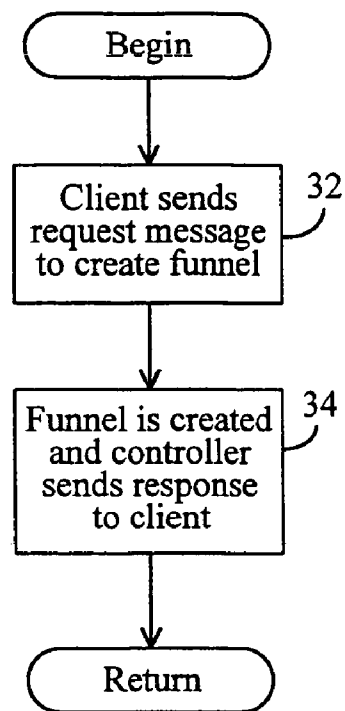 Begin
Client sends
request message
to create funnel
32
Funnel is created
and controller
sends response
to client
34
Return